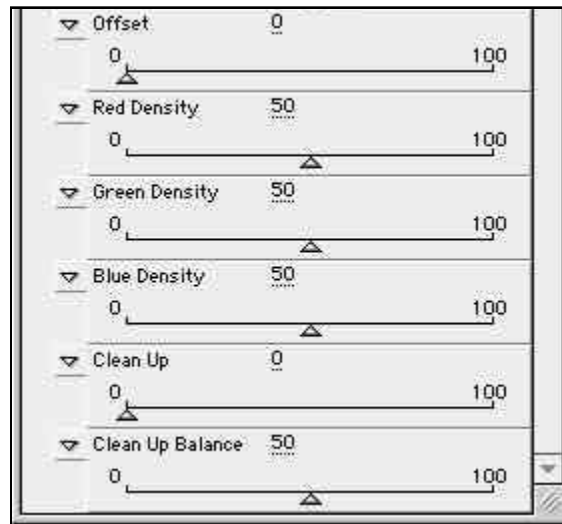 Offset 0
0 100
Red Density 50
0 100
Green Density 50
0 100
Blue Density 50
0 100
Clean Up 0
0 100
Clean Up Balance 50
0 100